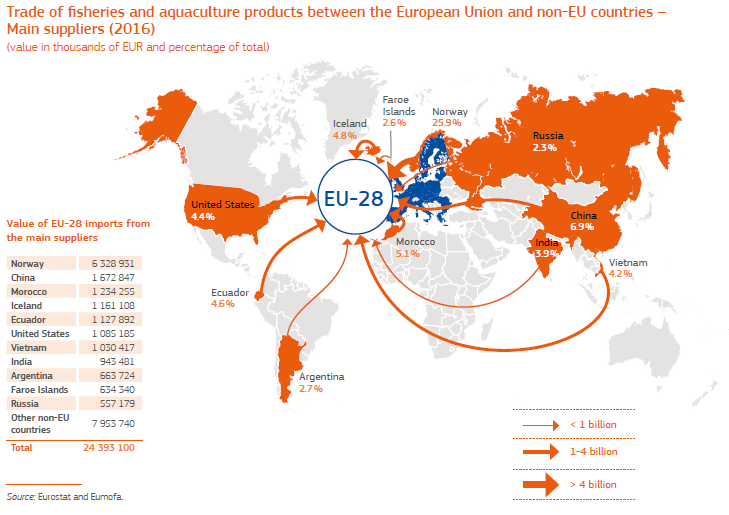 Trade of fisheries and aquaculture products between the European Union and non-EU countries –
Main suppliers (2016)
(value in thousands of EUR and percentage of total)
Faroe
Islands
2.6%
Norway
25.9%
Iceland
4.8%
Russia
2.3%
EU-28
United States
4.4%
China
6.9%
Morocco
5.1%
India
3.9%
Vietnam
4.2%
Ecuador
4.6%
Argentina
2.7%
Value of EU-28 imports from
the main suppliers
Norway 6 328 931
China 1 672 847
Morocco 1 234 255
Iceland 1 161 108
Ecuador 1 127 892
United States 1 085 185
Vietnam 1 030 417
India 943 481
Argentina 663 724
Faroe Islands 634 340
Russia 557 179
Other non-EU
countries 7 953 740
Total 24 393 100
< 1 billion
1-4 billion
> 4 billion
Source: Eurostat and Eumofa.